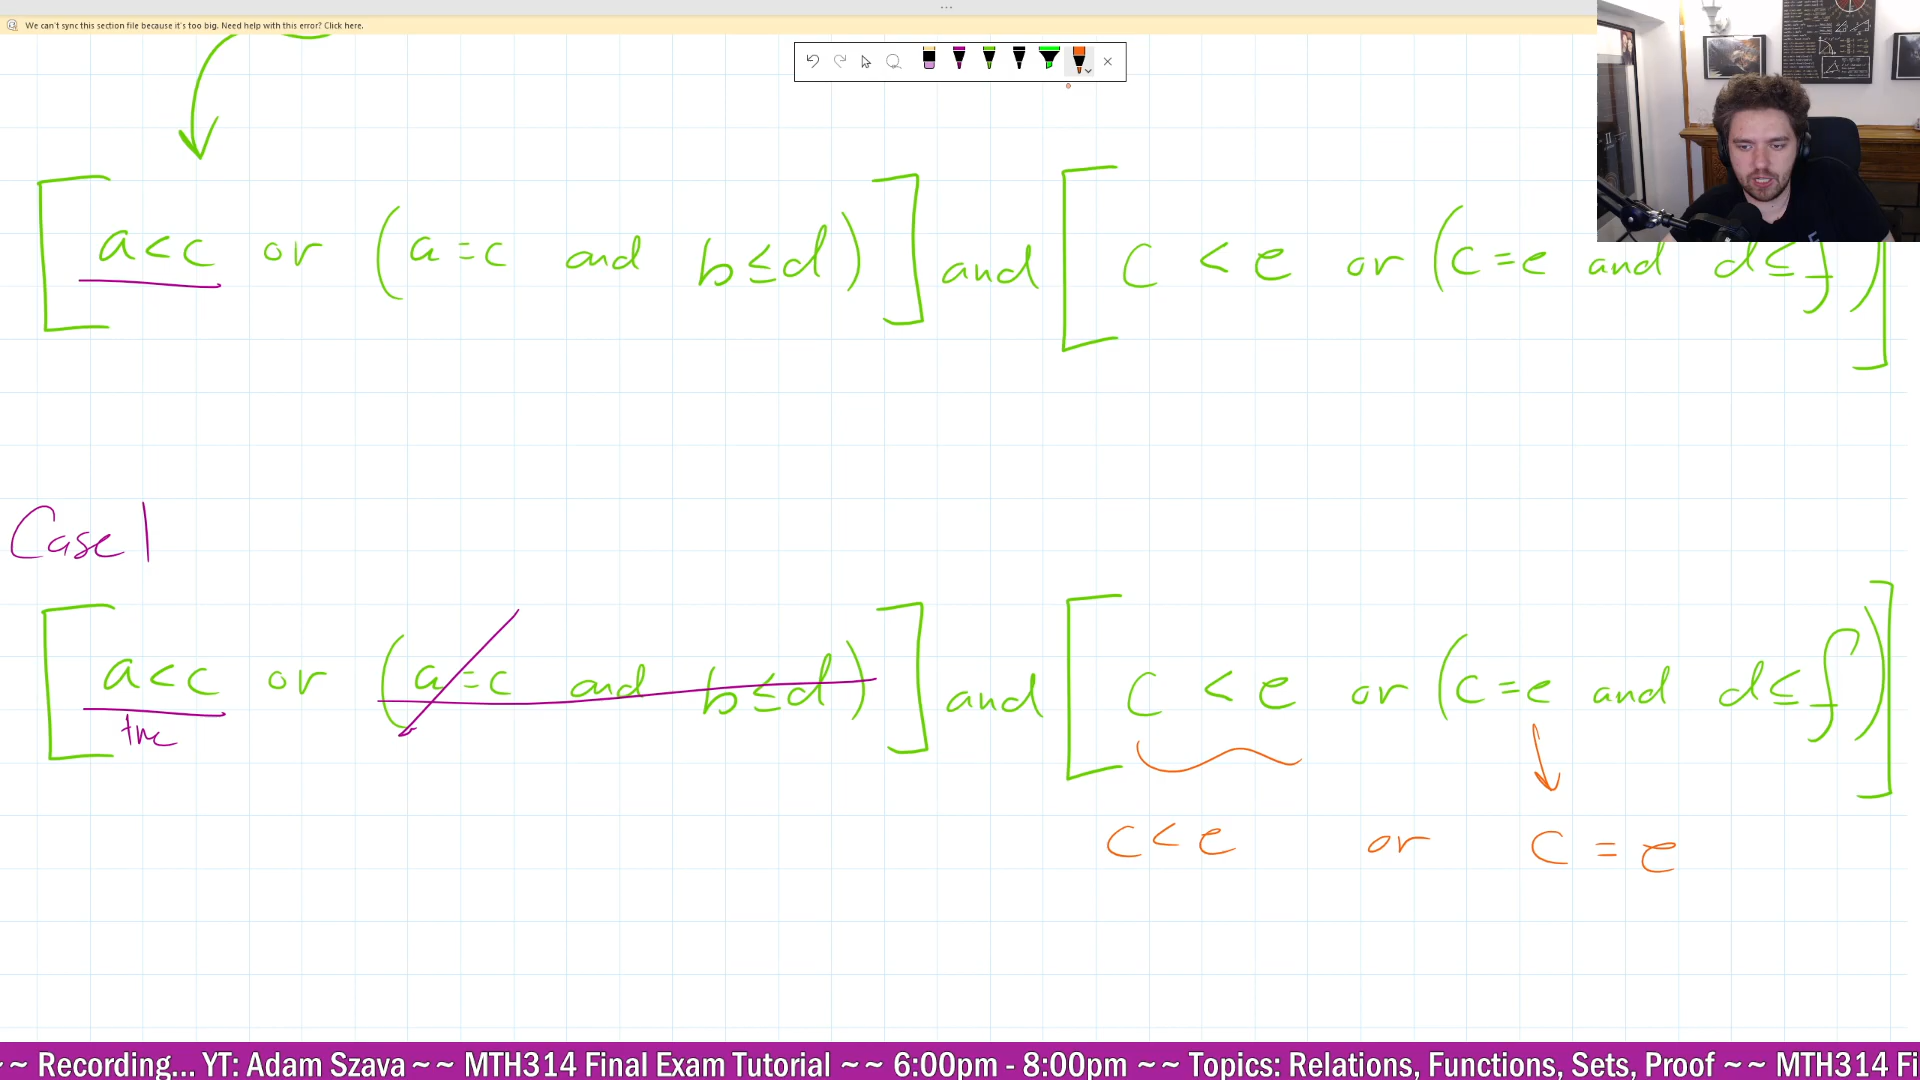 We can't sync this section file because it's too big. Need help with this error? Click here.
[a<c or (a=c and b≤d)] and [c<e or (c=e and d≤f)]
Case 1
[a<c or (a=c and b≤d)] and [c<e or (c=e and d≤f)]
true
c<e or c=e
~~ Recording... YT: Adam Szava ~~ MTH314 Final Exam Tutorial ~~ 6:00pm - 8:00pm ~~ Topics: Relations, Functions, Sets, Proof ~~ MTH314 Fi